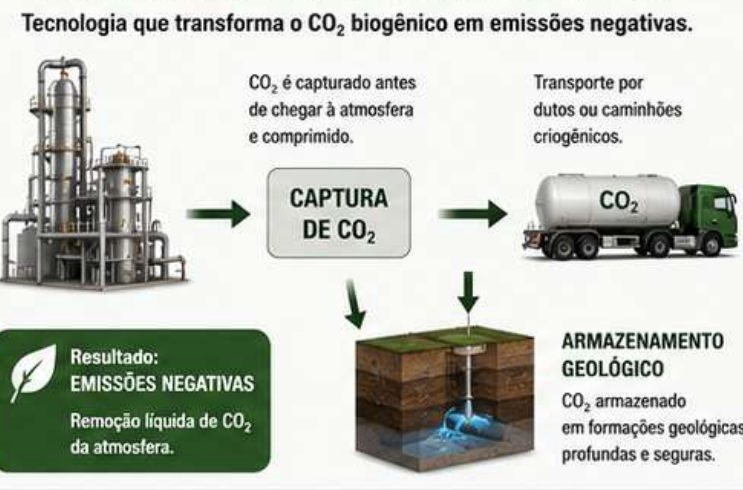 Tecnologia que transforma o CO₂ biogênico em emissões negativas.
CO₂ é capturado antes
de chegar à atmosfera
e comprimido.
Transporte por
dutos ou caminhões
criogênicos.
CAPTURA
DE CO₂
CO₂
Resultado:
EMISSÕES NEGATIVAS
Remoção líquida de CO₂
da atmosfera.
ARMAZENAMENTO
GEOLÓGICO
CO₂ armazenado
em formações geológicas
profundas e seguras.